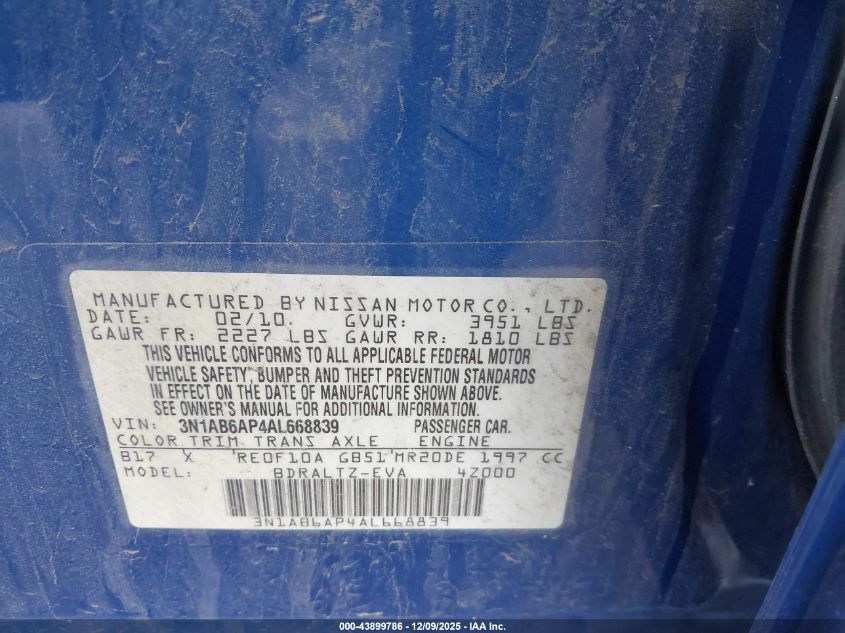 MANUFACTURED BY NISSAN MOTOR CO., LTD.
DATE: 02/10. GVWR: 3951 LBS
GAWR FR: 2227 LBS GAWR RR: 1810 LBS
THIS VEHICLE CONFORMS TO ALL APPLICABLE FEDERAL MOTOR
VEHICLE SAFETY, BUMPER AND THEFT PREVENTION STANDARDS
IN EFFECT ON THE DATE OF MANUFACTURE SHOWN ABOVE.
SEE OWNER'S MANUAL FOR ADDITIONAL INFORMATION.
VIN: 3N1AB6AP4AL668839 PASSENGER CAR.
COLOR TRIM TRANS AXLE ENGINE
B17 X RE0F10A GB51 MR20DE 1997 CC
MODEL: BDRALTZ-EVA 4Z000
3N1AB6AP4AL668839
000-43899786 - 12/09/2025 - IAA Inc.